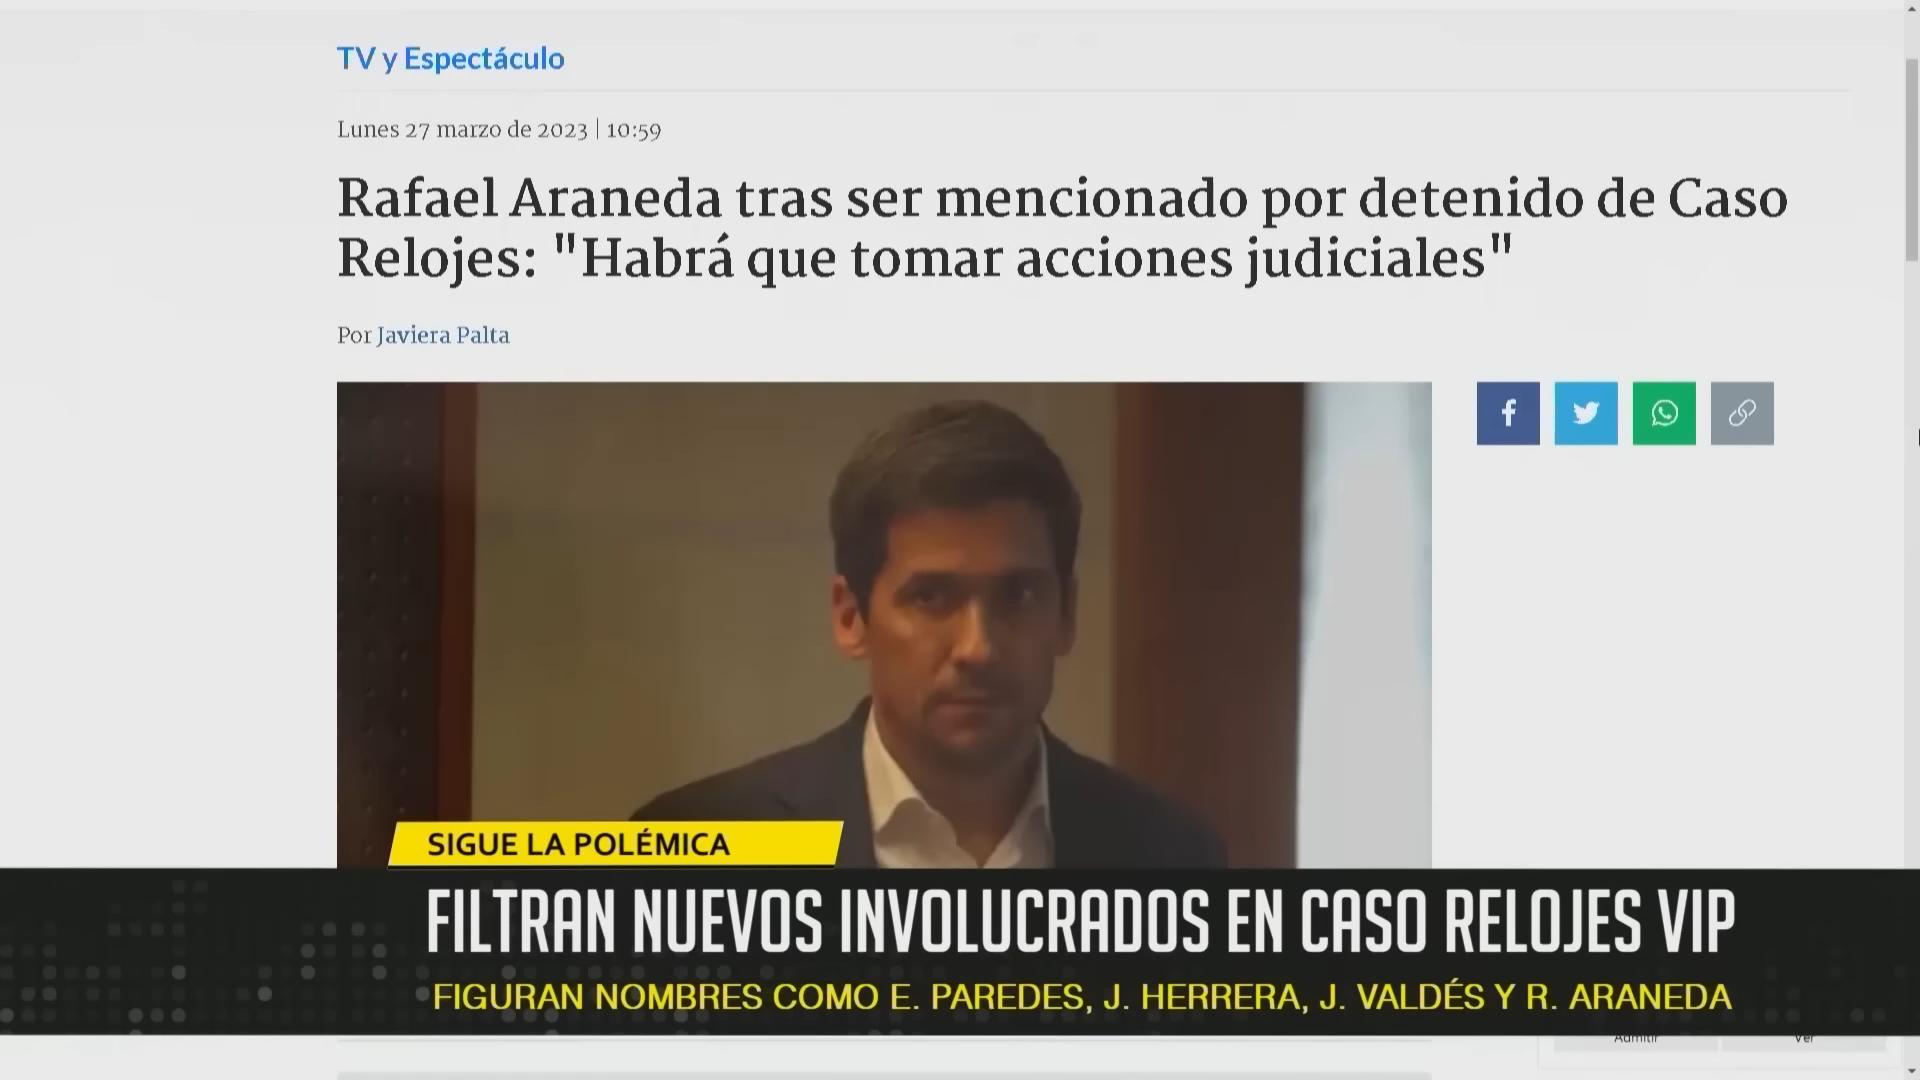 TV y Espectáculo
Lunes 27 marzo de 2023 | 10:59
Rafael Araneda tras ser mencionado por detenido de Caso
Relojes: "Habrá que tomar acciones judiciales"
Por Javiera Palta
SIGUE LA POLÉMICA
FILTRAN NUEVOS INVOLUCRADOS EN CASO RELOJES VIP
FIGURAN NOMBRES COMO E. PAREDES, J. HERRERA, J. VALDÉS Y R. ARANEDA
Admitir Ver